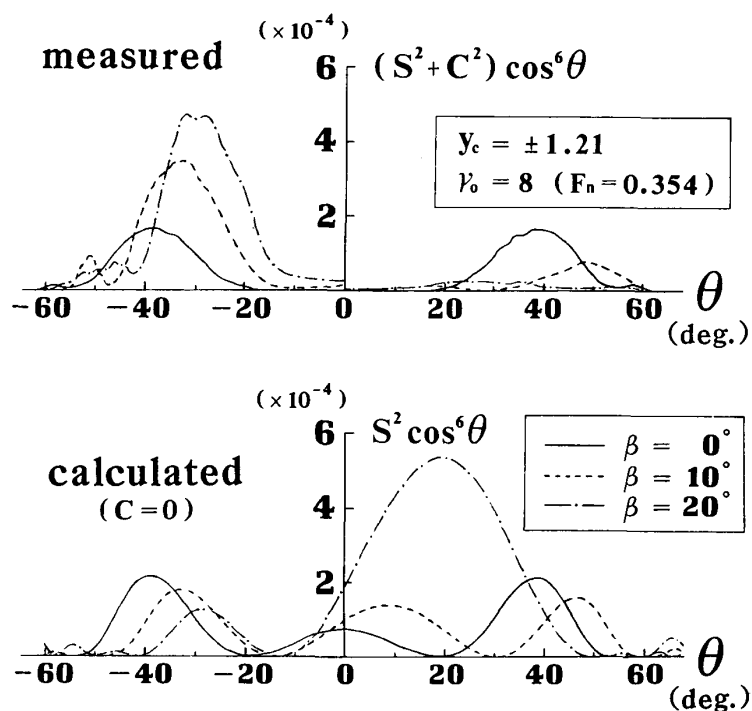 measured
(×10⁻⁴)
(S²+C²) cos⁶θ
6
4
2
y_c = ±1.21
γ₀ = 8 (Fₙ=0.354)
−60 −40 −20 0 20 40 60 θ
(deg.)
calculated
(C=0)
(×10⁻⁴)
S² cos⁶θ
6
4
2
β = 0°
β = 10°
β = 20°
−60 −40 −20 0 20 40 60 θ
(deg.)